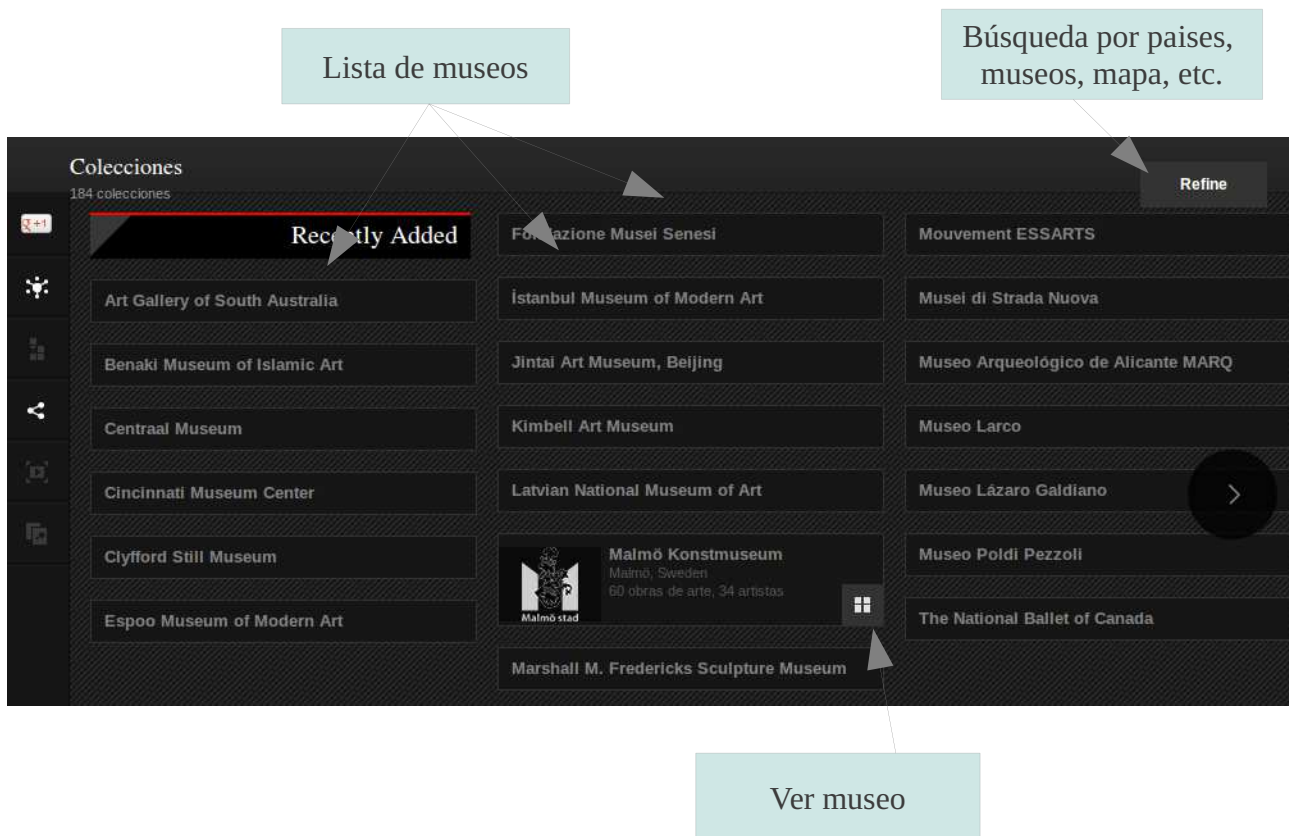 Lista de museos
Búsqueda por paises,
museos, mapa, etc.
Colecciones
184 colecciones
Refine
g+1
Recently Added
Art Gallery of South Australia
Benaki Museum of Islamic Art
Centraal Museum
Cincinnati Museum Center
Clyfford Still Museum
Espoo Museum of Modern Art
Fondazione Musei Senesi
İstanbul Museum of Modern Art
Jintai Art Museum, Beijing
Kimbell Art Museum
Latvian National Museum of Art
Malmö Konstmuseum
Malmö, Sweden
60 obras de arte, 34 artistas
Malmö stad
Marshall M. Fredericks Sculpture Museum
Mouvement ESSARTS
Musei di Strada Nuova
Museo Arqueológico de Alicante MARQ
Museo Larco
Museo Lázaro Galdiano
Museo Poldi Pezzoli
The National Ballet of Canada
Ver museo